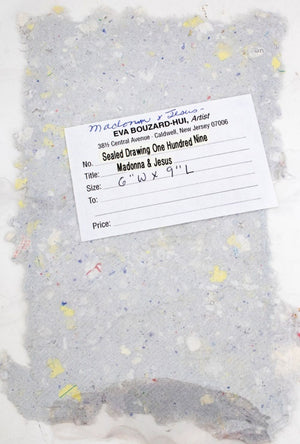 Madonna & Jesus-
EVA BOUZARD-HUI, Artist
38½ Central Avenue · Caldwell, New Jersey 07006
No. Sealed Drawing One Hundred Nine
Title: Madonna & Jesus
Size: 6"W x 9"L
To:
Price: